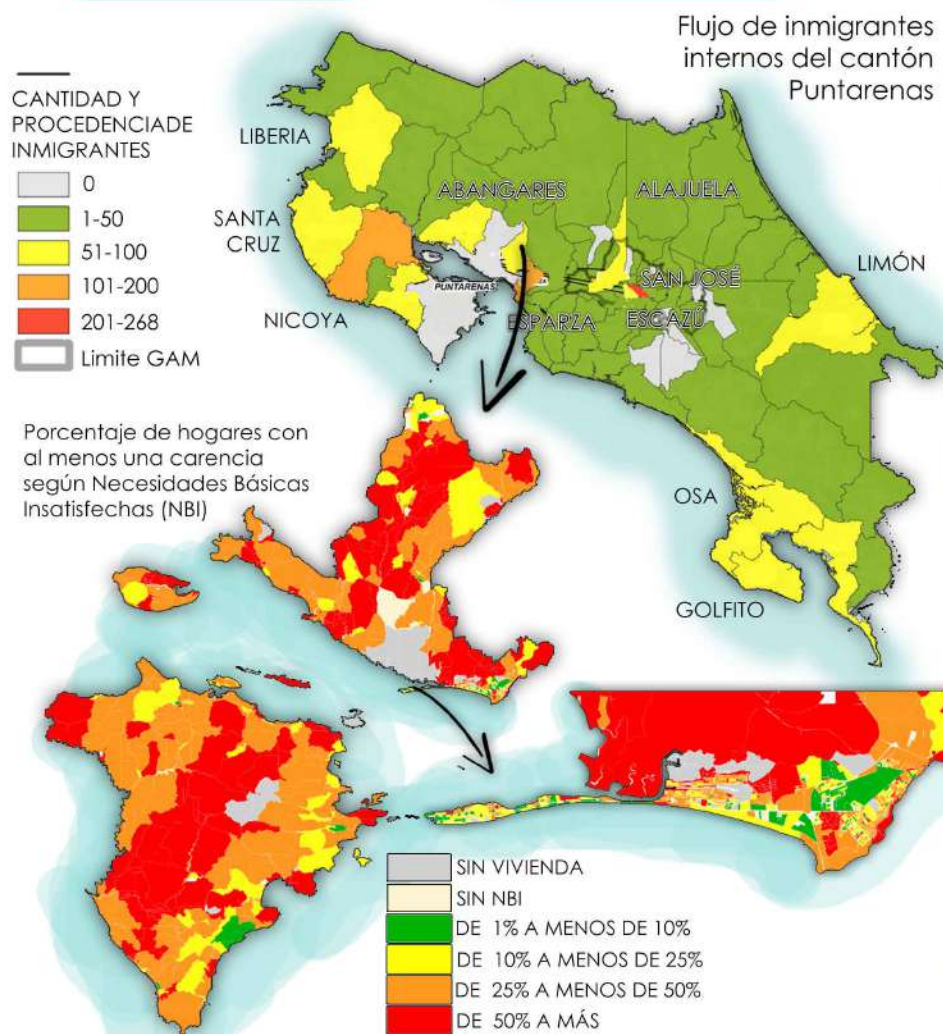 Flujo de inmigrantes
internos del cantón
Puntarenas
CANTIDAD Y
PROCEDENCIADE
INMIGRANTES
0
1-50
51-100
101-200
201-268
Limite GAM
LIBERIA
SANTA
CRUZ
NICOYA
ABANGARES
ALAJUELA
PUNTARENAS
ESPARZA
SAN JOSÉ
ESCAZÚ
LIMÓN
OSA
GOLFITO
Porcentaje de hogares con
al menos una carencia
según Necesidades Básicas
Insatisfechas (NBI)
SIN VIVIENDA
SIN NBI
DE 1% A MENOS DE 10%
DE 10% A MENOS DE 25%
DE 25% A MENOS DE 50%
DE 50% A MÁS